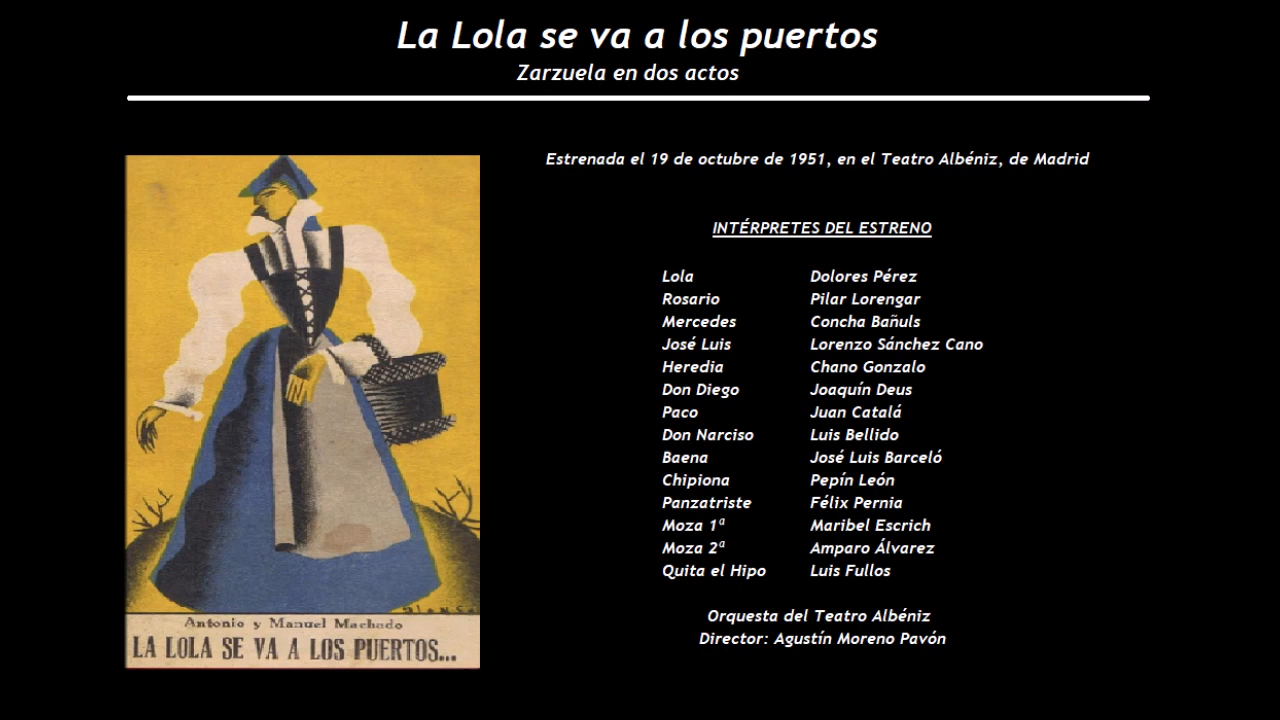 La Lola se va a los puertos
Zarzuela en dos actos
Estrenada el 19 de octubre de 1951, en el Teatro Albéniz, de Madrid
INTÉRPRETES DEL ESTRENO
Lola Dolores Pérez
Rosario Pilar Lorengar
Mercedes Concha Bañuls
José Luis Lorenzo Sánchez Cano
Heredia Chano Gonzalo
Don Diego Joaquín Deus
Paco Juan Catalá
Don Narciso Luis Bellido
Baena José Luis Barceló
Chipiona Pepín León
Panzatriste Félix Pernia
Moza 1ª Maribel Escrich
Moza 2ª Amparo Álvarez
Quita el Hipo Luis Fullos
Orquesta del Teatro Albéniz
Director: Agustín Moreno Pavón
Antonio y Manuel Machado
LA LOLA SE VA A LOS PUERTOS...